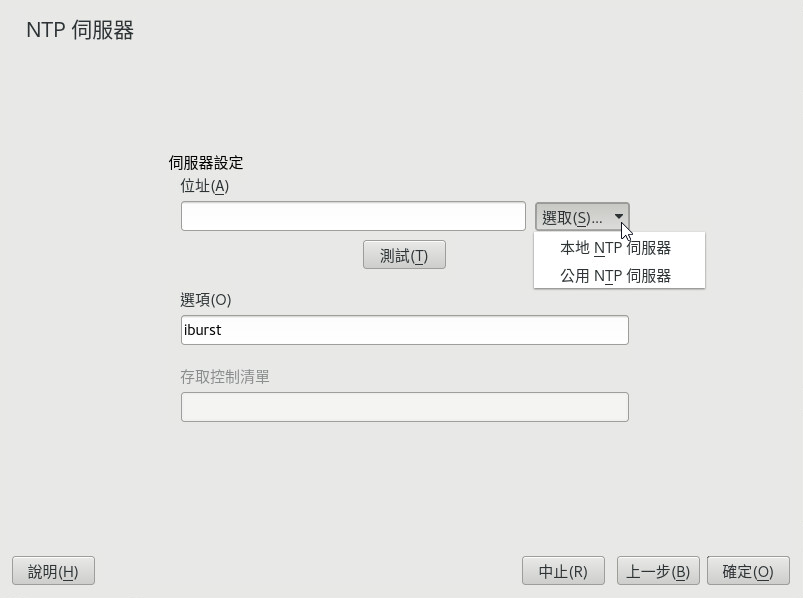 NTP 伺服器
伺服器設定
位址(A)
選取(S)...
測試(T)
本地 NTP 伺服器
公用 NTP 伺服器
選項(O)
iburst
存取控制清單
說明(H) 中止(R) 上一步(B) 確定(O)